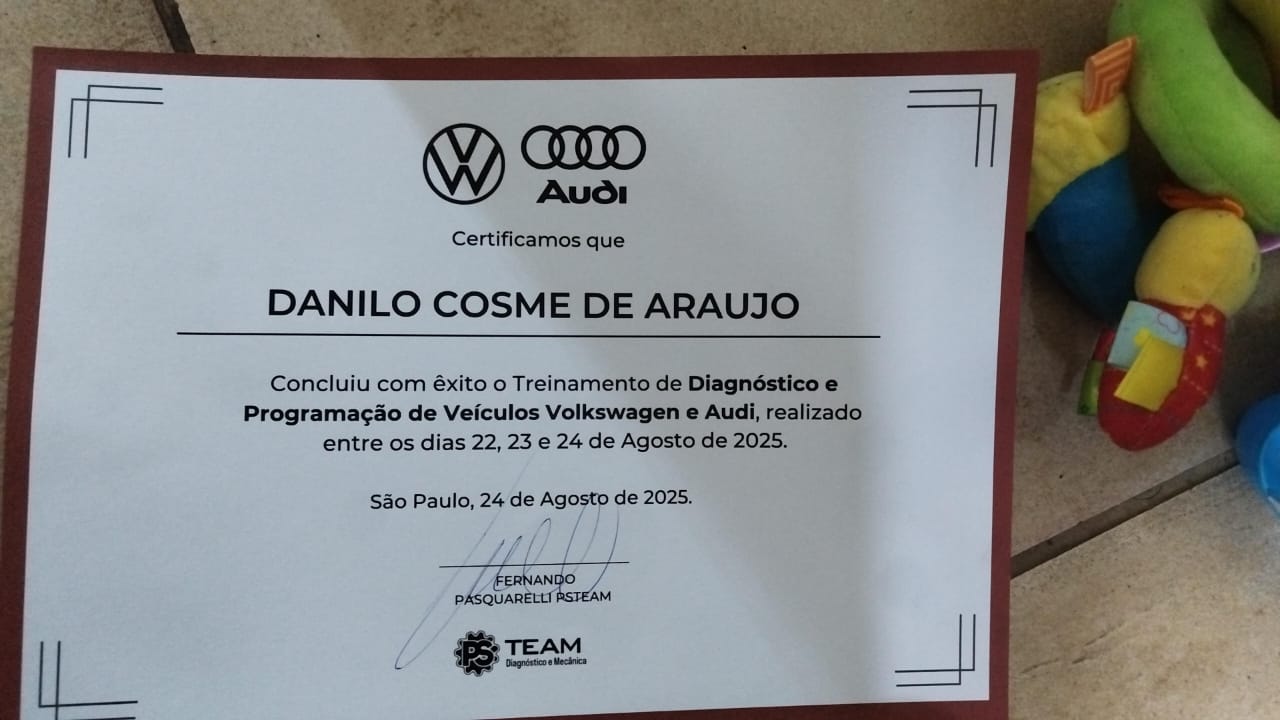 Audi
Certificamos que
DANILO COSME DE ARAUJO
Concluiu com êxito o Treinamento de Diagnóstico e
Programação de Veículos Volkswagen e Audi, realizado
entre os dias 22, 23 e 24 de Agosto de 2025.
São Paulo, 24 de Agosto de 2025.
FERNANDO
PASQUARELLI PSTEAM
PS TEAM
Diagnóstico e Mecânica